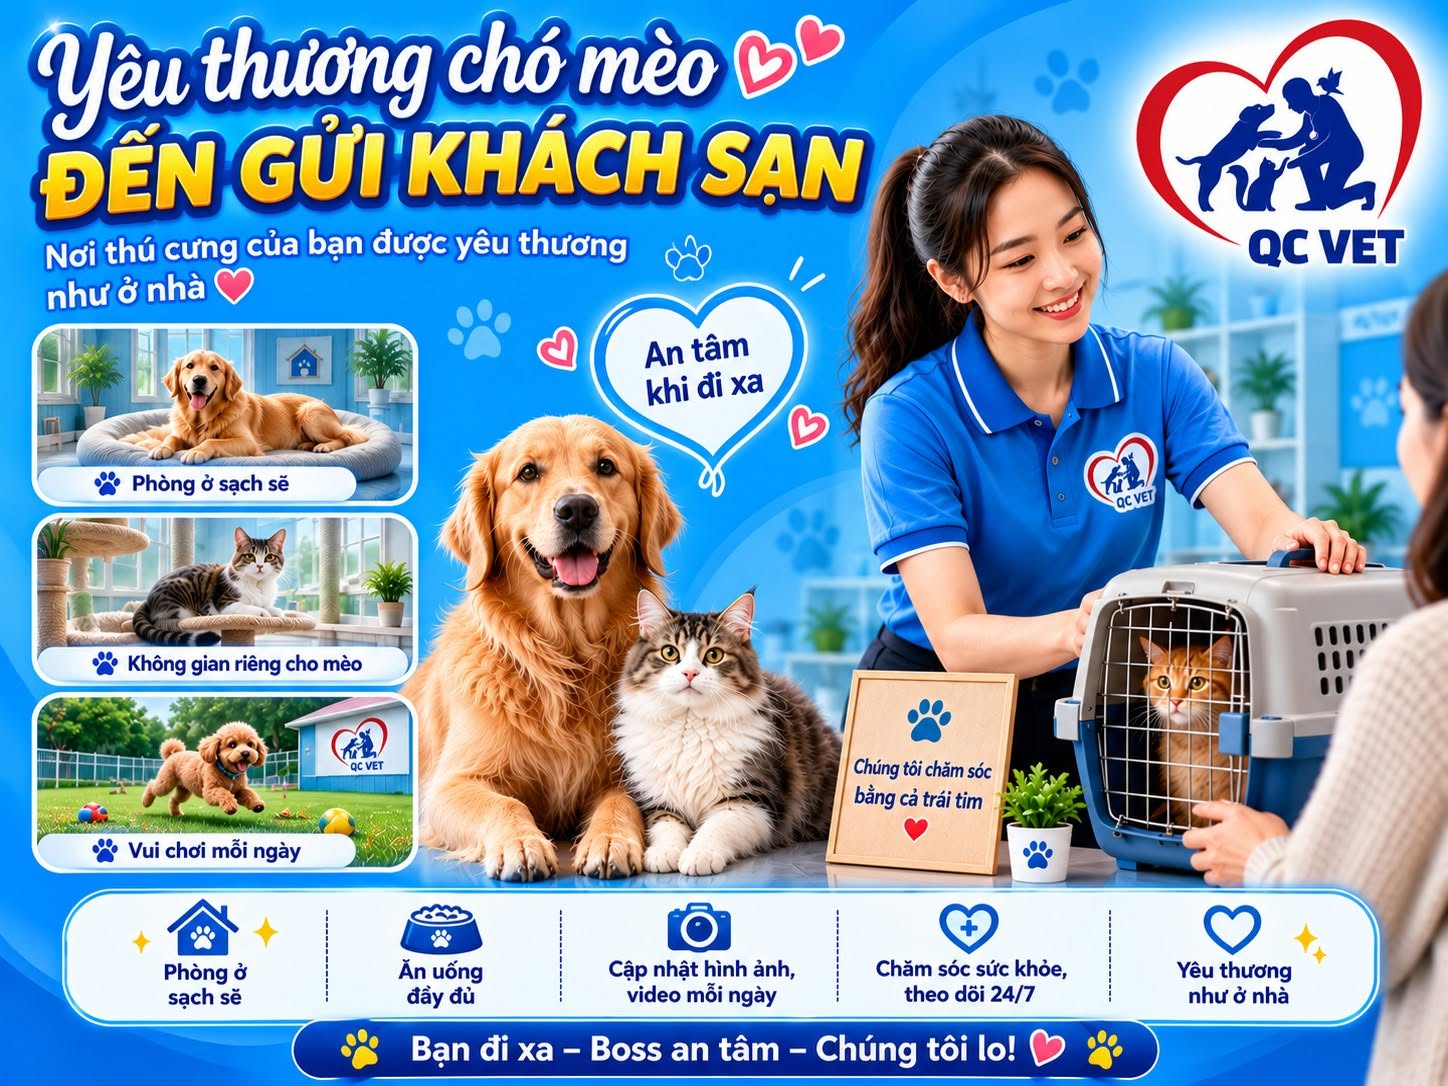 Yêu thương chó mèo
ĐẾN GỬI KHÁCH SẠN
Nơi thú cưng của bạn được yêu thương
như ở nhà
QC VET
An tâm
khi đi xa
QC VET
Phòng ở sạch sẽ
Không gian riêng cho mèo
QC VET
Vui chơi mỗi ngày
Chúng tôi chăm sóc
bằng cả trái tim
Phòng ở
sạch sẽ
Ăn uống
đầy đủ
Cập nhật hình ảnh,
video mỗi ngày
Chăm sóc sức khỏe,
theo dõi 24/7
Yêu thương
như ở nhà
Bạn đi xa – Boss an tâm – Chúng tôi lo!